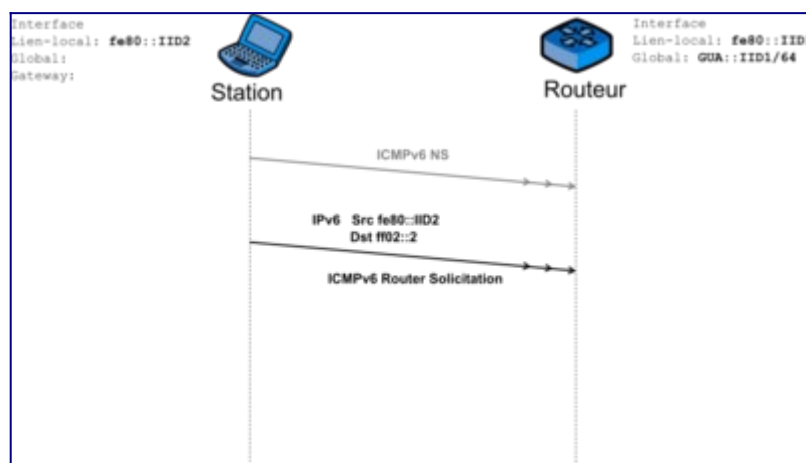 Interface
Lien-local: fe80::IID2
Global:
Gateway:
Station
Interface
Lien-local: fe80::IID
Global: GUA::IID1/64
Routeur
ICMPv6 NS
IPv6 Src fe80::IID2
Dst ff02::2
ICMPv6 Router Solicitation